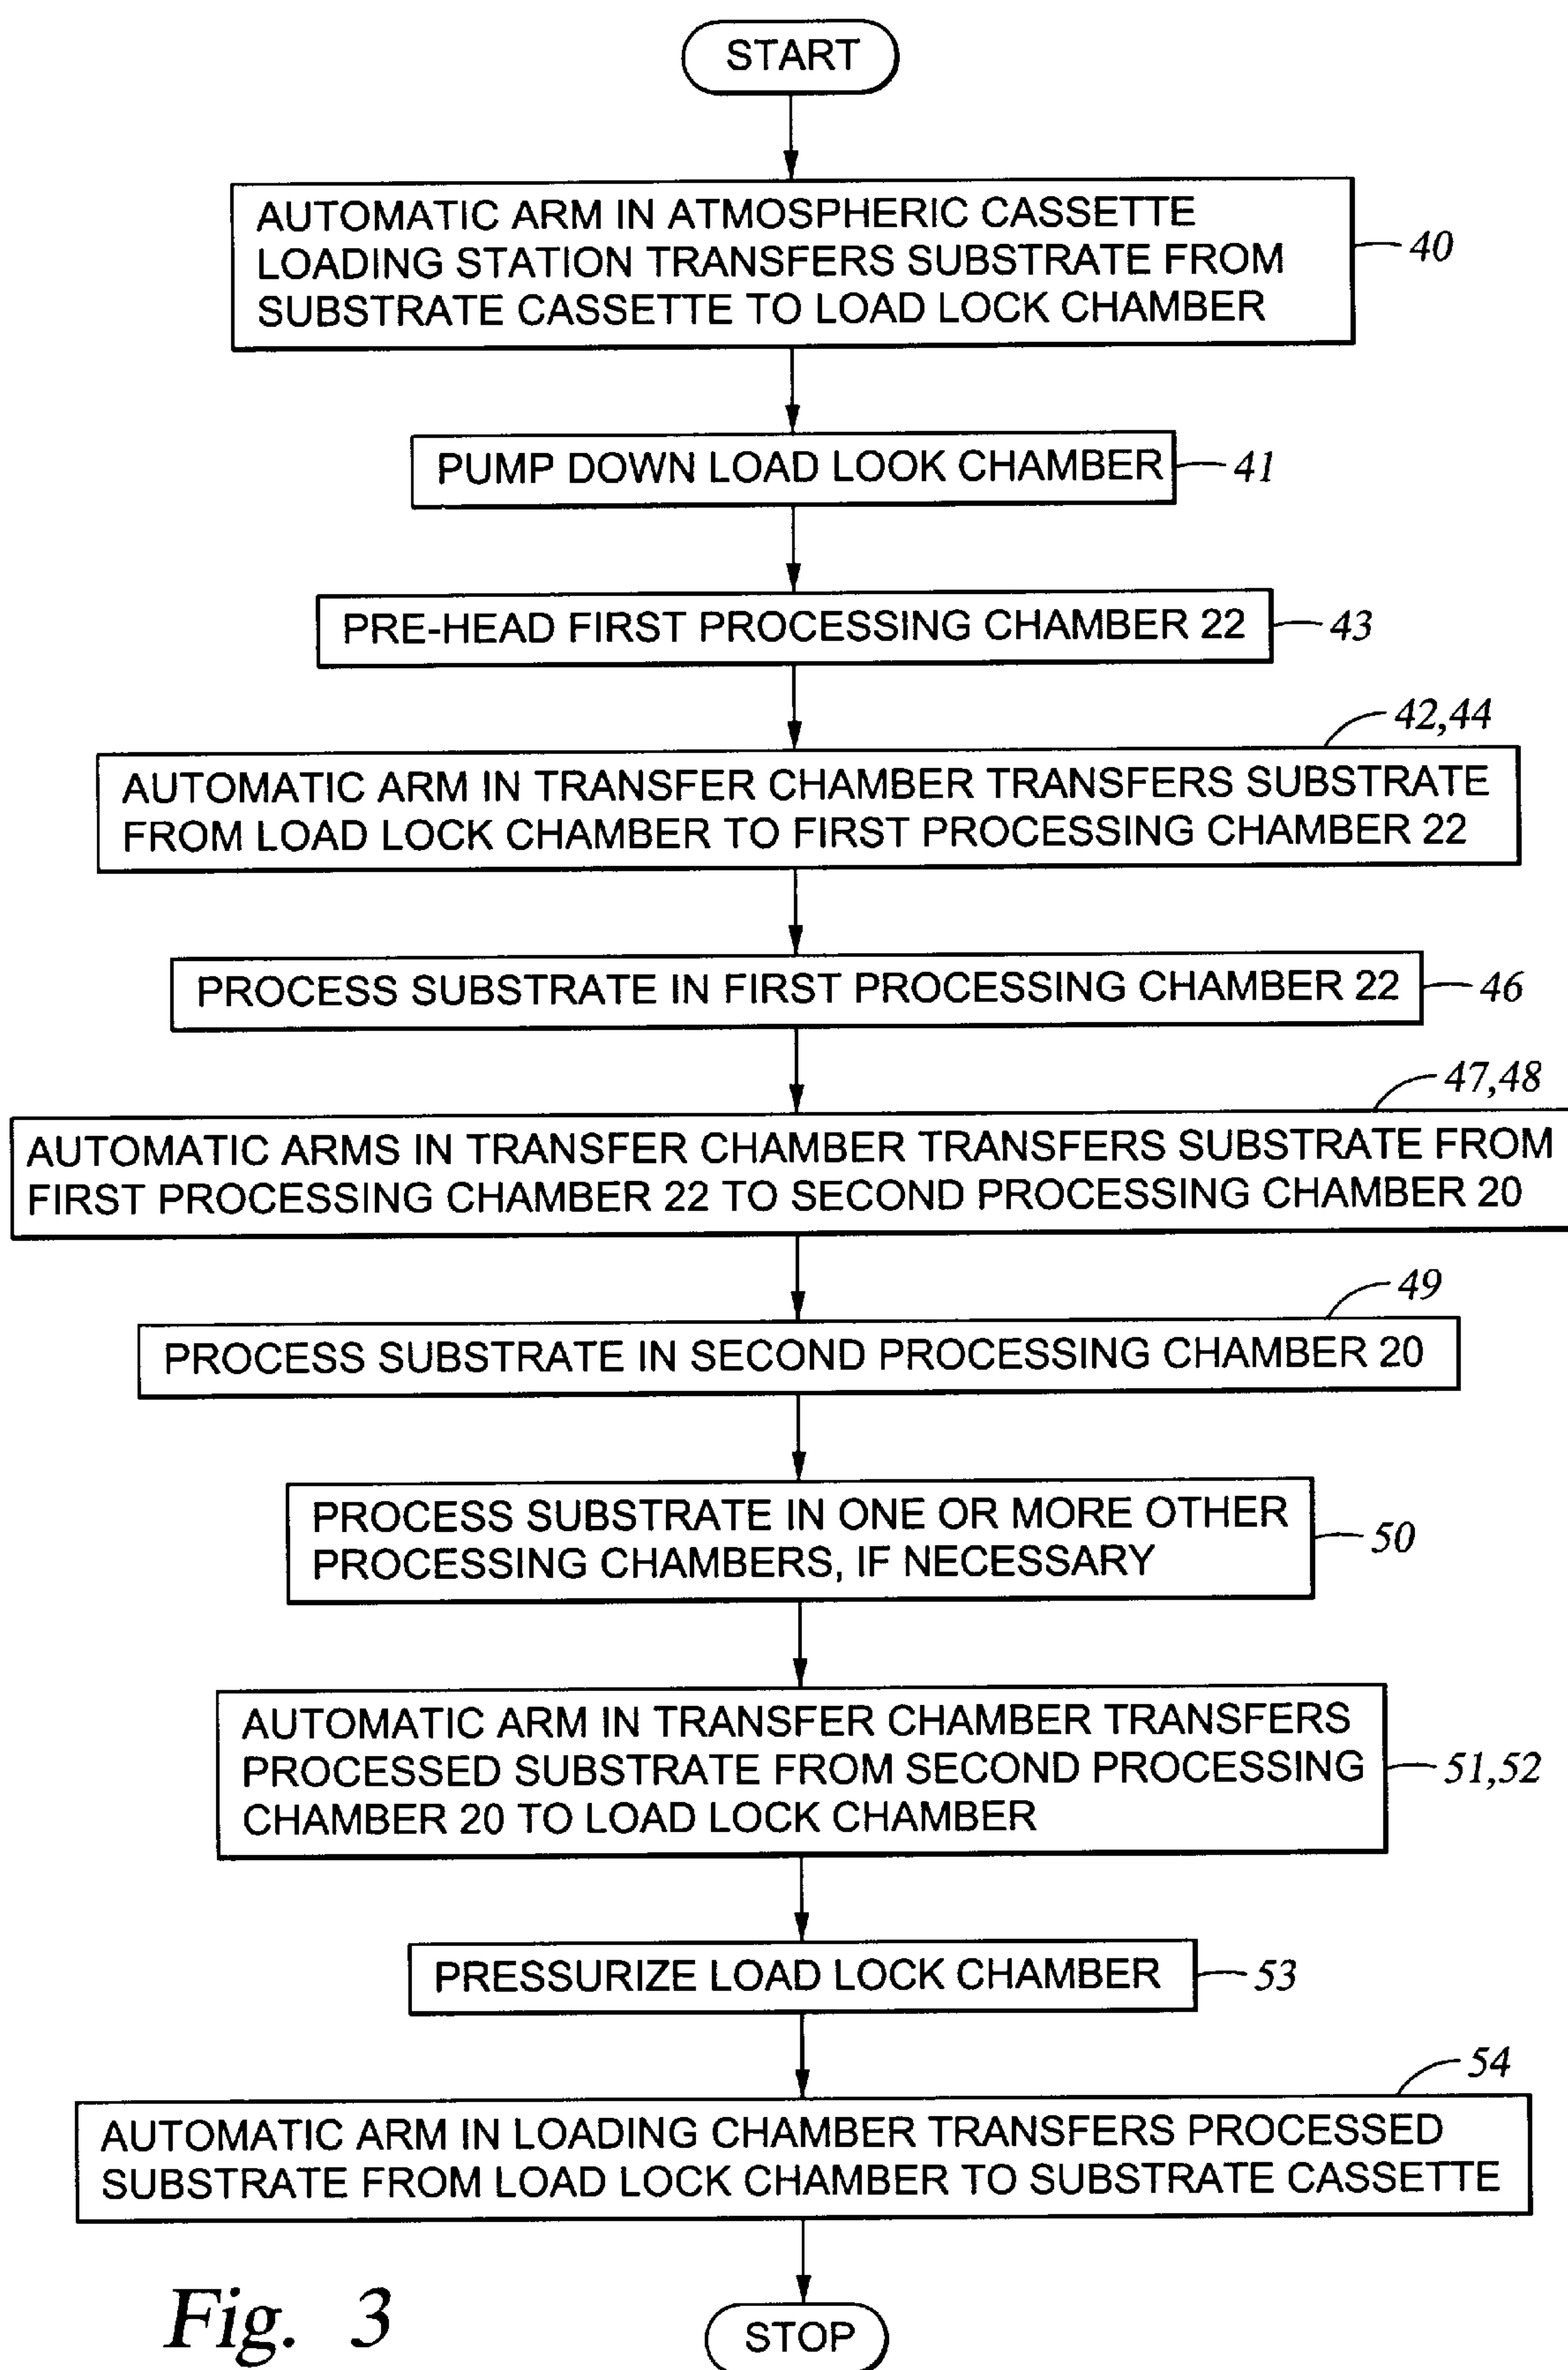 START
AUTOMATIC ARM IN ATMOSPHERIC CASSETTE
LOADING STATION TRANSFERS SUBSTRATE FROM
SUBSTRATE CASSETTE TO LOAD LOCK CHAMBER
40
PUMP DOWN LOAD LOOK CHAMBER
41
PRE-HEAD FIRST PROCESSING CHAMBER 22
43
42,44
AUTOMATIC ARM IN TRANSFER CHAMBER TRANSFERS SUBSTRATE
FROM LOAD LOCK CHAMBER TO FIRST PROCESSING CHAMBER 22
PROCESS SUBSTRATE IN FIRST PROCESSING CHAMBER 22
46
47,48
AUTOMATIC ARMS IN TRANSFER CHAMBER TRANSFERS SUBSTRATE FROM
FIRST PROCESSING CHAMBER 22 TO SECOND PROCESSING CHAMBER 20
49
PROCESS SUBSTRATE IN SECOND PROCESSING CHAMBER 20
PROCESS SUBSTRATE IN ONE OR MORE OTHER
PROCESSING CHAMBERS, IF NECESSARY
50
AUTOMATIC ARM IN TRANSFER CHAMBER TRANSFERS
PROCESSED SUBSTRATE FROM SECOND PROCESSING
CHAMBER 20 TO LOAD LOCK CHAMBER
51,52
PRESSURIZE LOAD LOCK CHAMBER
53
54
AUTOMATIC ARM IN LOADING CHAMBER TRANSFERS PROCESSED
SUBSTRATE FROM LOAD LOCK CHAMBER TO SUBSTRATE CASSETTE
STOP
Fig. 3